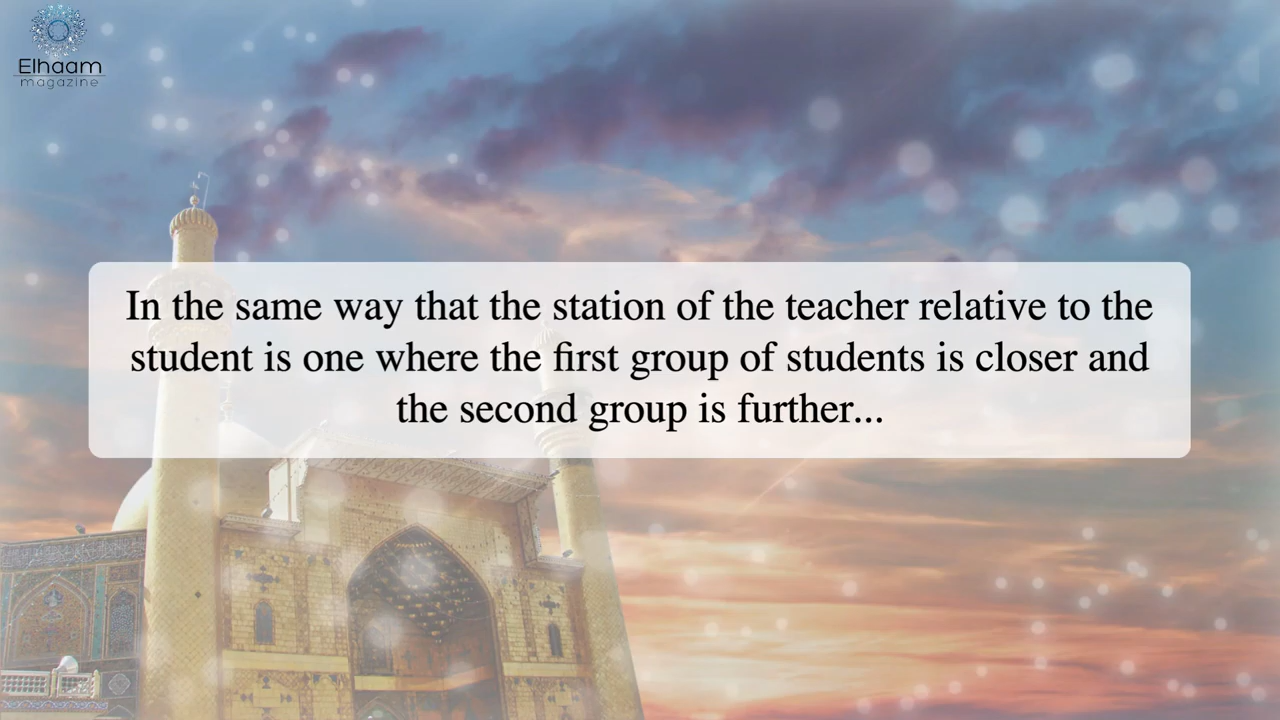 Elhaam
magazine
In the same way that the station of the teacher relative to the
student is one where the first group of students is closer and
the second group is further...